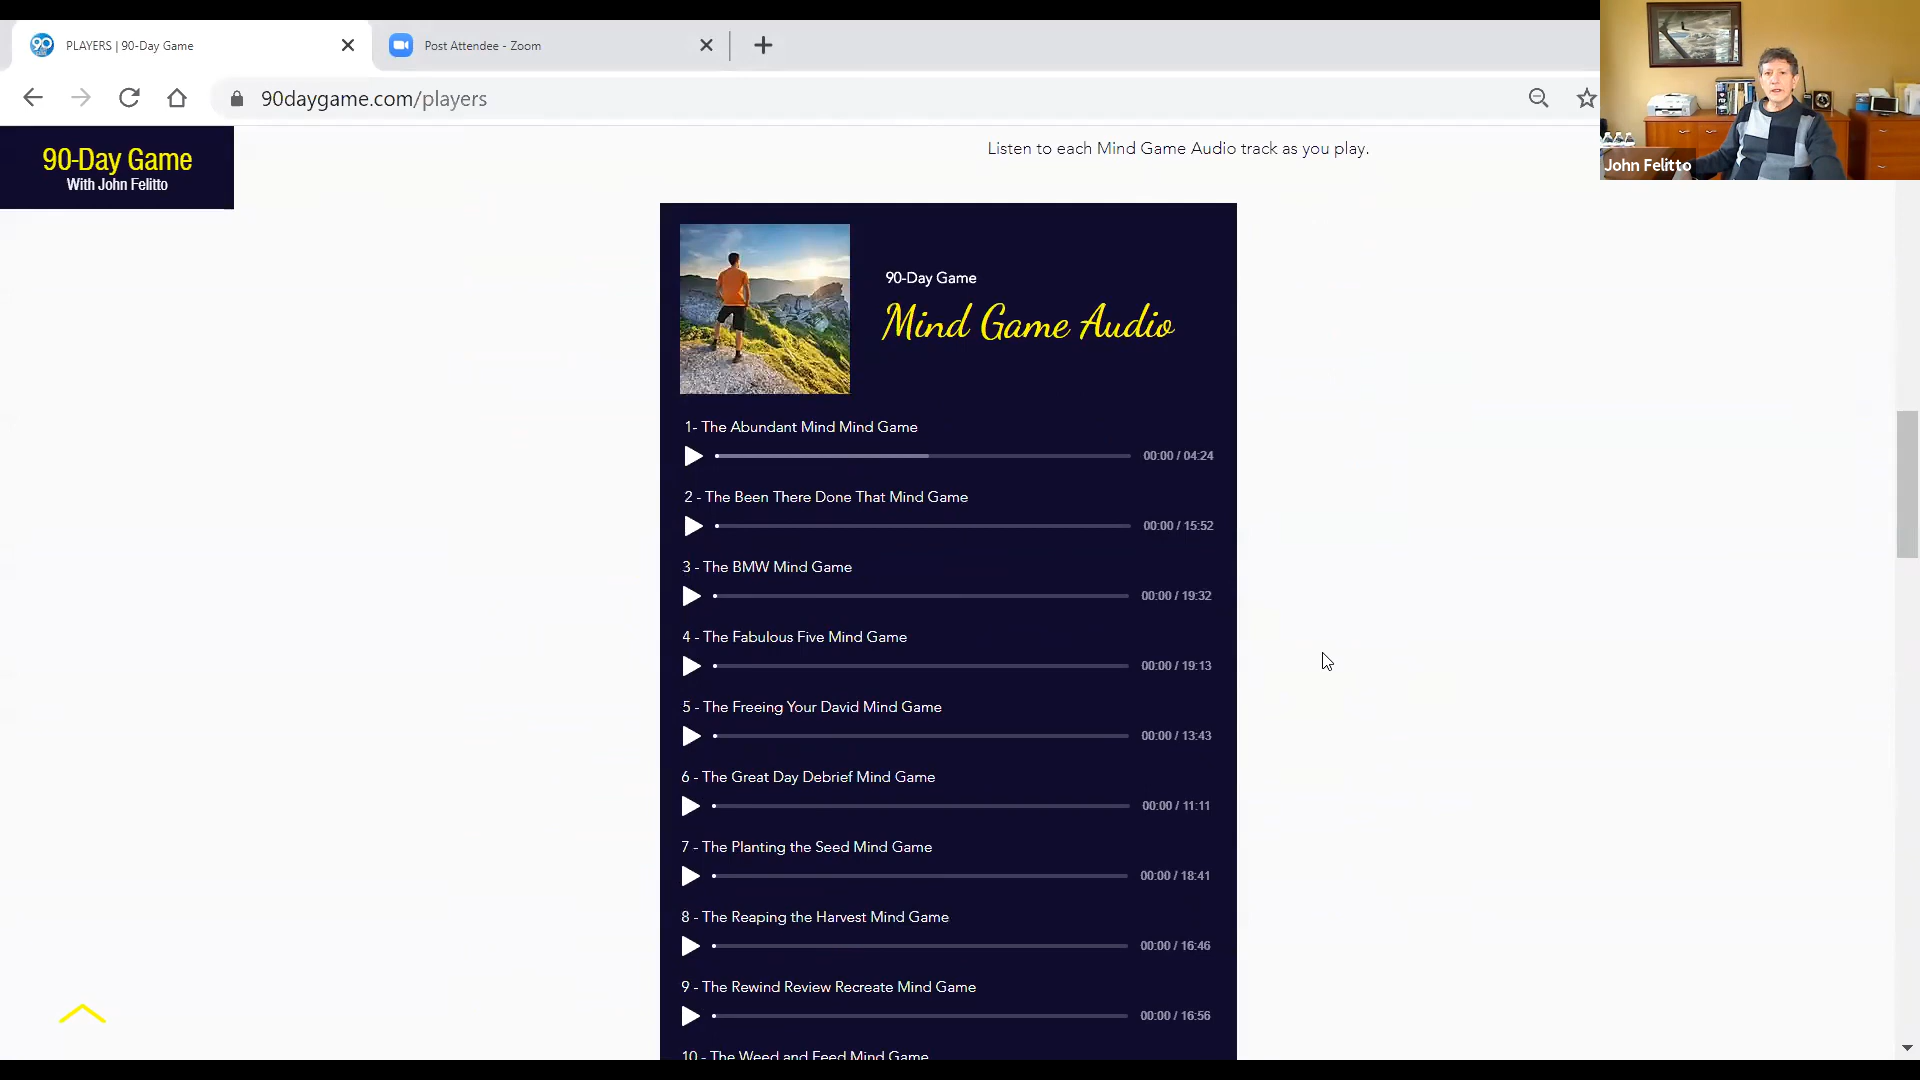 PLAYERS | 90-Day Game
Post Attendee - Zoom
90daygame.com/players
John Felitto
90-Day Game
With John Felitto
Listen to each Mind Game Audio track as you play.
90-Day Game
Mind Game Audio
1- The Abundant Mind Mind Game
00:00 / 04:24
2 - The Been There Done That Mind Game
00:00 / 15:52
3 - The BMW Mind Game
00:00 / 19:32
4 - The Fabulous Five Mind Game
00:00 / 19:13
5 - The Freeing Your David Mind Game
00:00 / 13:43
6 - The Great Day Debrief Mind Game
00:00 / 11:11
7 - The Planting the Seed Mind Game
00:00 / 18:41
8 - The Reaping the Harvest Mind Game
00:00 / 16:46
9 - The Rewind Review Recreate Mind Game
00:00 / 16:56
10 - The Weed and Feed Mind Game